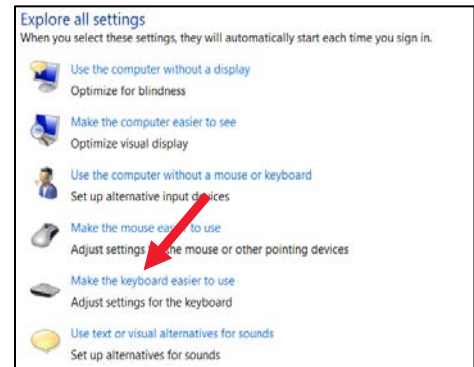 Explore all settings
When you select these settings, they will automatically start each time you sign in.
Use the computer without a display
Optimize for blindness
Make the computer easier to see
Optimize visual display
Use the computer without a mouse or keyboard
Set up alternative input devices
Make the mouse easier to use
Adjust settings the mouse or other pointing devices
Make the keyboard easier to use
Adjust settings for the keyboard
Use text or visual alternatives for sounds
Set up alternatives for sounds